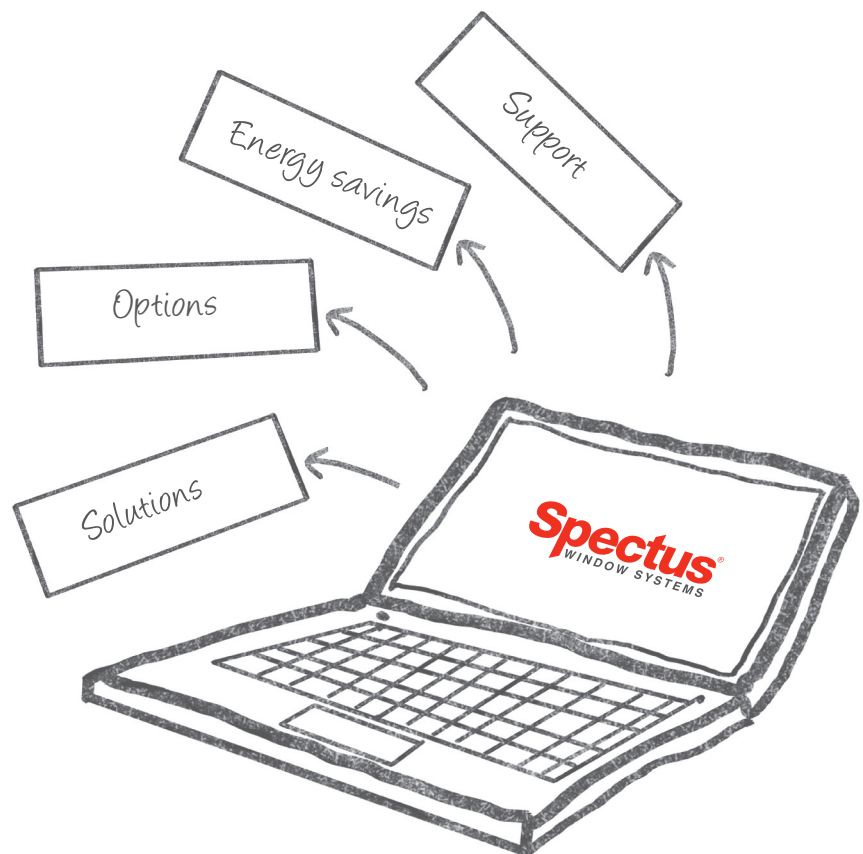 Support
Energy savings
Options
Solutions
Spectus®
WINDOW SYSTEMS